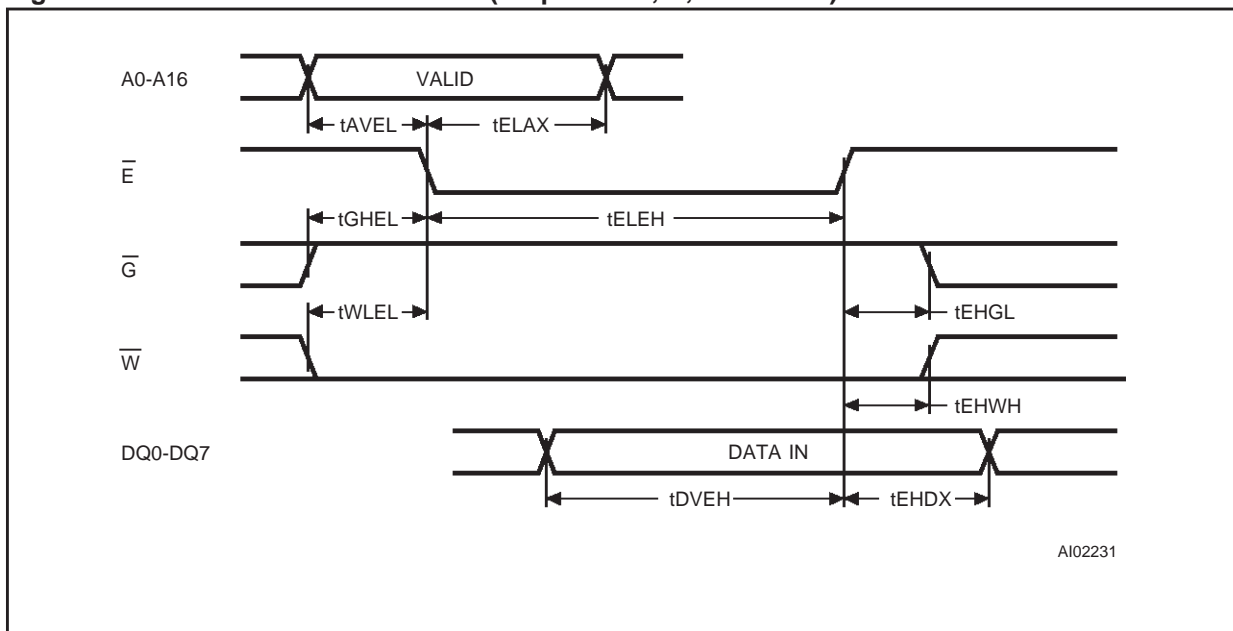 A0-A16
VALID
tAVEL
tELAX
E
tGHEL
tELEH
G
tWLEL
tEHGL
W
tEHWH
DQ0-DQ7
DATA IN
tDVEH
tEHDX
AI02231